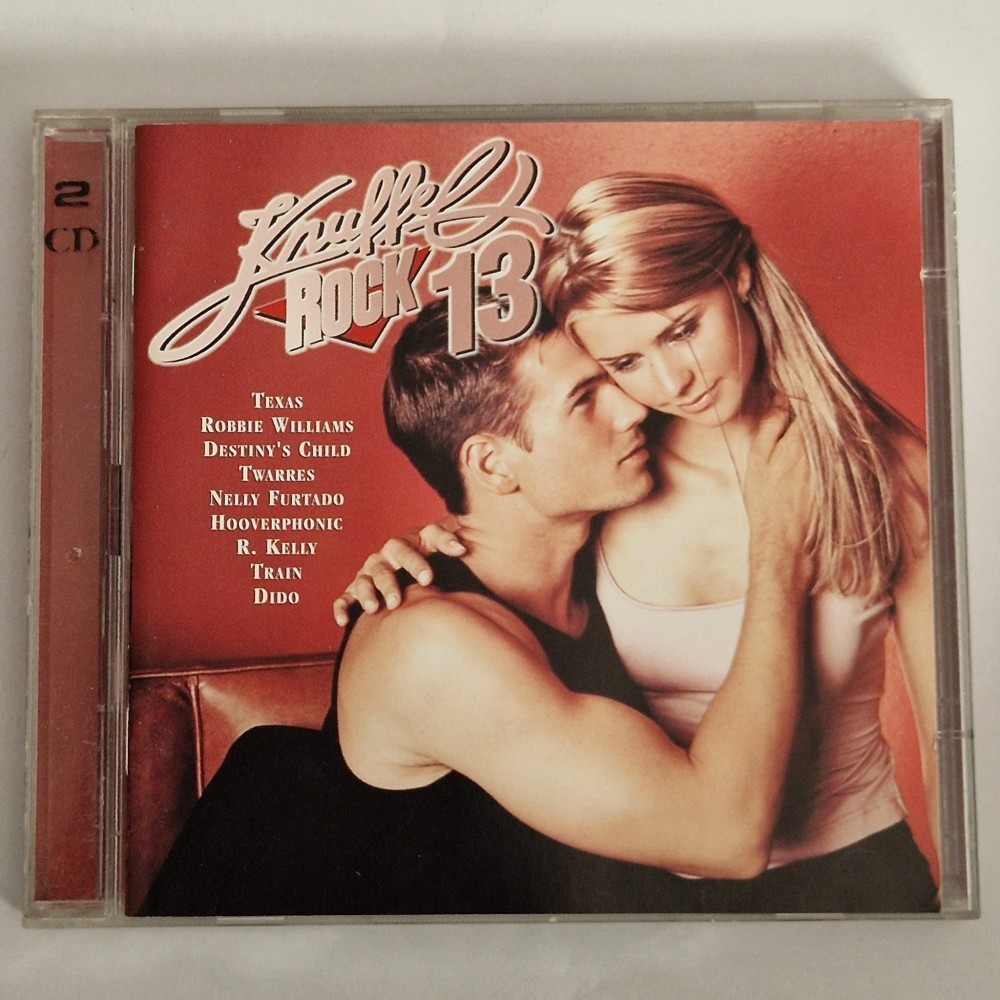 2
CD
Knuffel
ROCK 13
TEXAS
ROBBIE WILLIAMS
DESTINY'S CHILD
TWARRES
NELLY FURTADO
HOOVERPHONIC
R. KELLY
TRAIN
DIDO